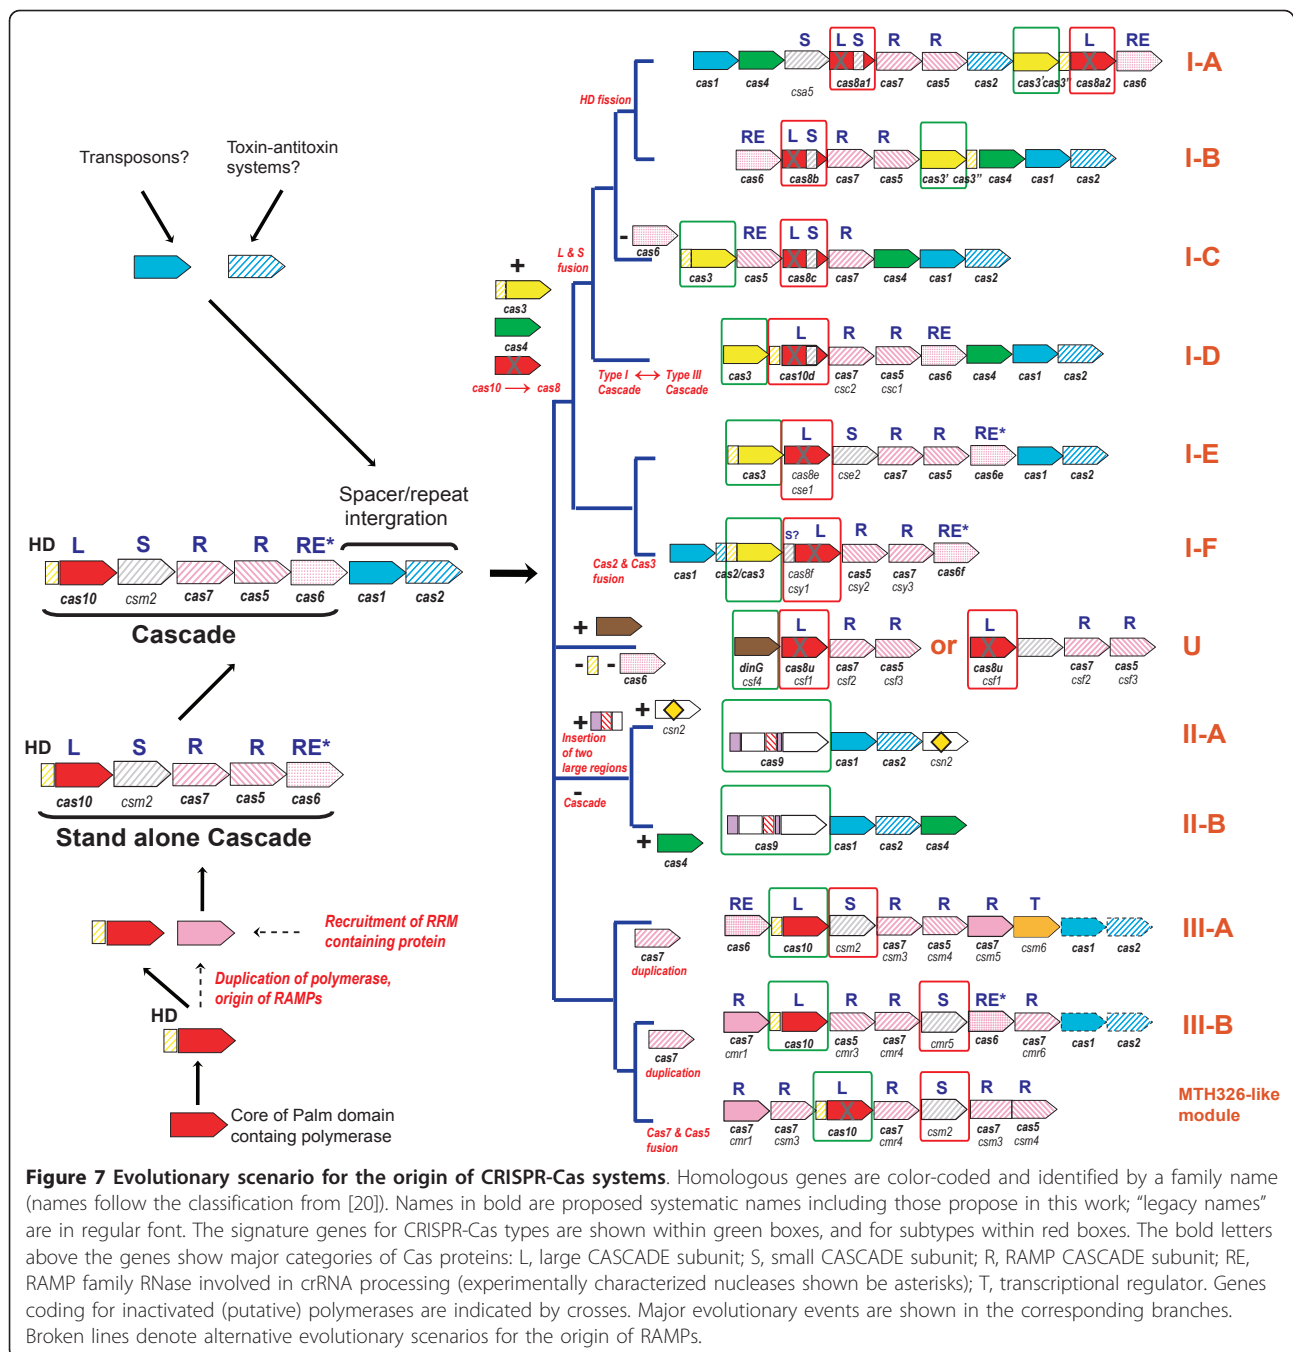 Transposons?
Toxin-antitoxin
systems?
Spacer/repeat
intergration
HD L S R R RE*
cas10 csm2 cas7 cas5 cas6 cas1 cas2
Cascade
HD L S R R RE*
cas10 csm2 cas7 cas5 cas6
Stand alone Cascade
Recruitment of RRM
containing protein
Duplication of polymerase,
origin of RAMPs
HD
Core of Palm domain
containg polymerase
+
cas3
cas4
cas10 → cas8
L & S
fusion
HD fission
- cas6
Type I ↔ Type III
Cascade Cascade
Cas2 & Cas3
fusion
+
- - cas6
+
Insertion of
two
large regions
-
Cascade
+ csn2
+ cas4
cas7
duplication
cas7
duplication
Cas7 & Cas5
fusion
S L S R R L RE
cas1 cas4 csa5 cas8a1 cas7 cas5 cas2 cas3' cas3'' cas8a2 cas6
I-A
RE L S R R
cas6 cas8b cas7 cas5 cas3' cas3'' cas4 cas1 cas2
I-B
RE L S R
cas3 cas5 cas8c cas7 cas4 cas1 cas2
I-C
L R R RE
cas3 cas10d cas7 cas5 cas6 cas4 cas1 cas2
csc2 csc1
I-D
L S R R RE*
cas3 cas8e cse2 cas7 cas5 cas6e cas1 cas2
cse1
I-E
S? L R R RE*
cas1 cas2/cas3 cas8f cas5 cas7 cas6f
csy1 csy2 csy3
I-F
L R R or L R R
dinG cas8u cas7 cas5 cas8u cas7 cas5
csf4 csf1 csf2 csf3 csf1 csf2 csf3
U
cas9 cas1 cas2 csn2
II-A
cas9 cas1 cas2 cas4
II-B
RE L S R R R T
cas6 cas10 csm2 cas7 cas5 cas7 csm6 cas1 cas2
csm3 csm4 csm5
III-A
R L R R S RE* R
cas7 cas10 cas5 cas7 cmr5 cas6 cas7 cas1 cas2
cmr1 cmr3 cmr4 cmr6
III-B
R R L R S R R
cas7 cas7 cas10 cas7 csm2 cas7 cas5
cmr1 csm3 cmr4 csm3 csm4
MTH326-like
module
Figure 7 Evolutionary scenario for the origin of CRISPR-Cas systems. Homologous genes are color-coded and identified by a family name
(names follow the classification from [20]). Names in bold are proposed systematic names including those propose in this work; “legacy names”
are in regular font. The signature genes for CRISPR-Cas types are shown within green boxes, and for subtypes within red boxes. The bold letters
above the genes show major categories of Cas proteins: L, large CASCADE subunit; S, small CASCADE subunit; R, RAMP CASCADE subunit; RE,
RAMP family RNase involved in crRNA processing (experimentally characterized nucleases shown be asterisks); T, transcriptional regulator. Genes
coding for inactivated (putative) polymerases are indicated by crosses. Major evolutionary events are shown in the corresponding branches.
Broken lines denote alternative evolutionary scenarios for the origin of RAMPs.